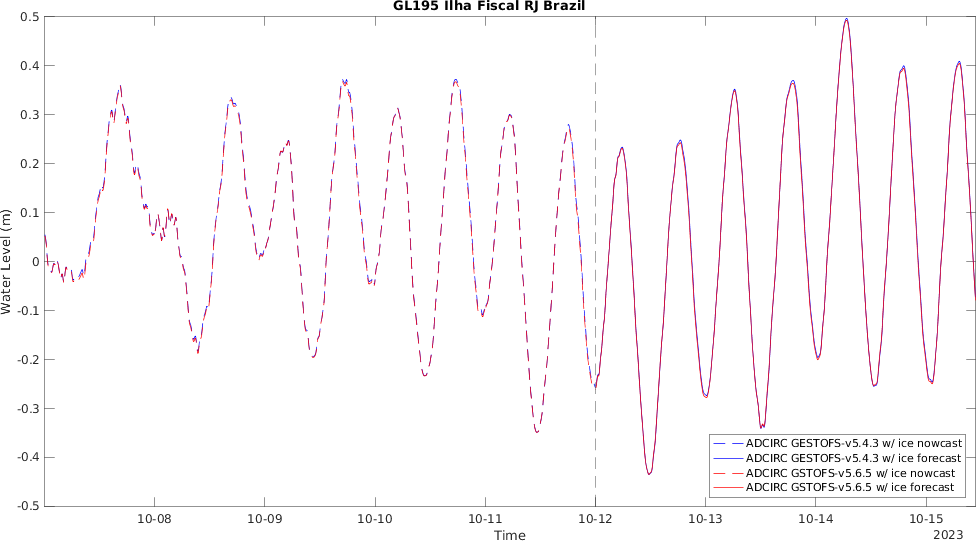 GL195 Ilha Fiscal RJ Brazil
0.5
0.4
0.3
0.2
0.1
0
-0.1
-0.2
-0.3
-0.4
-0.5
Water Level (m)
ADCIRC GESTOFS-v5.4.3 w/ ice nowcast
ADCIRC GESTOFS-v5.4.3 w/ ice forecast
ADCIRC GSTOFS-v5.6.5 w/ ice nowcast
ADCIRC GSTOFS-v5.6.5 w/ ice forecast
10-08 10-09 10-10 10-11 10-12 10-13 10-14 10-15
Time
2023